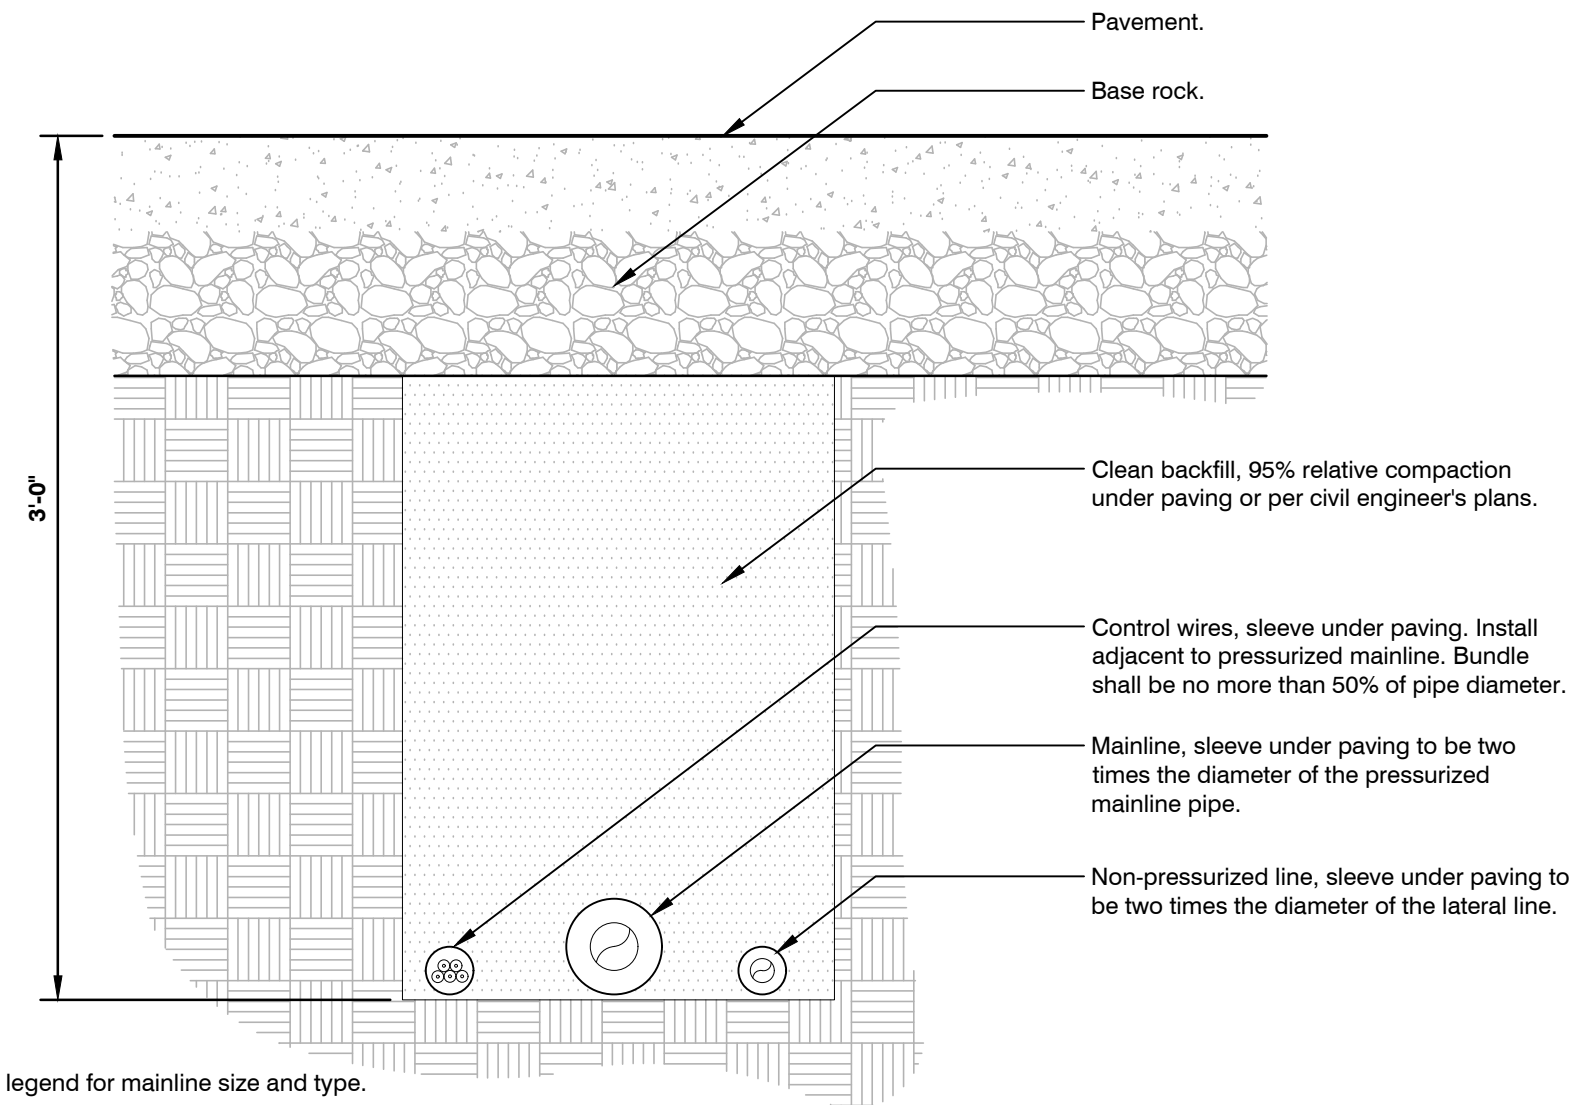 Pavement.
Base rock.
3'-0"
Clean backfill, 95% relative compaction
under paving or per civil engineer's plans.
Control wires, sleeve under paving. Install
adjacent to pressurized mainline. Bundle
shall be no more than 50% of pipe diameter.
Mainline, sleeve under paving to be two
times the diameter of the pressurized
mainline pipe.
Non-pressurized line, sleeve under paving to
be two times the diameter of the lateral line.
legend for mainline size and type.